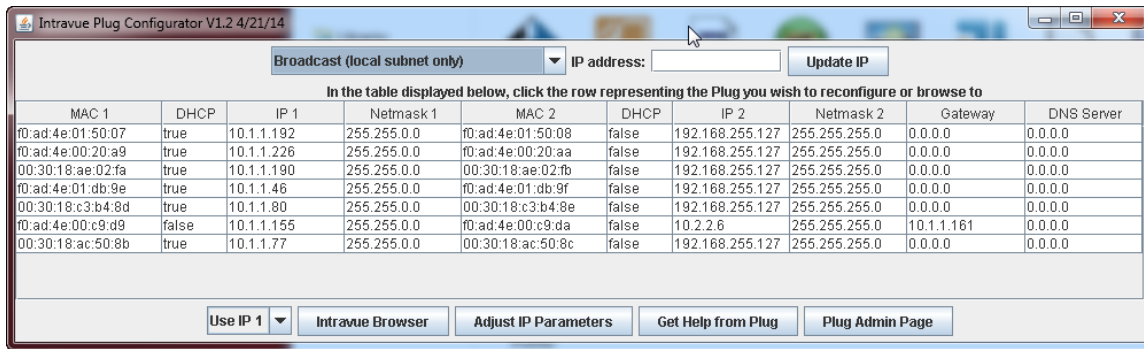 Intravue Plug Configurator V1.2 4/21/14
Broadcast (local subnet only) IP address: Update IP
In the table displayed below, click the row representing the Plug you wish to reconfigure or browse to
MAC 1 DHCP IP 1 Netmask 1 MAC 2 DHCP IP 2 Netmask 2 Gateway DNS Server
f0:ad:4e:01:50:07 true 10.1.1.192 255.255.0.0 f0:ad:4e:01:50:08 false 192.168.255.127 255.255.255.0 0.0.0.0 0.0.0.0
f0:ad:4e:00:20:a9 true 10.1.1.226 255.255.0.0 f0:ad:4e:00:20:aa false 192.168.255.127 255.255.255.0 0.0.0.0 0.0.0.0
00:30:18:ae:02:fa true 10.1.1.190 255.255.0.0 00:30:18:ae:02:fb false 192.168.255.127 255.255.255.0 0.0.0.0 0.0.0.0
f0:ad:4e:01:db:9e true 10.1.1.46 255.255.0.0 f0:ad:4e:01:db:9f false 192.168.255.127 255.255.255.0 0.0.0.0 0.0.0.0
00:30:18:c3:b4:8d true 10.1.1.80 255.255.0.0 00:30:18:c3:b4:8e false 192.168.255.127 255.255.255.0 0.0.0.0 0.0.0.0
f0:ad:4e:00:c9:d9 false 10.1.1.155 255.255.0.0 f0:ad:4e:00:c9:da false 10.2.2.6 255.255.255.0 10.1.1.161 0.0.0.0
00:30:18:ac:50:8b true 10.1.1.77 255.255.0.0 00:30:18:ac:50:8c false 192.168.255.127 255.255.255.0 0.0.0.0 0.0.0.0
Use IP 1 Intravue Browser Adjust IP Parameters Get Help from Plug Plug Admin Page